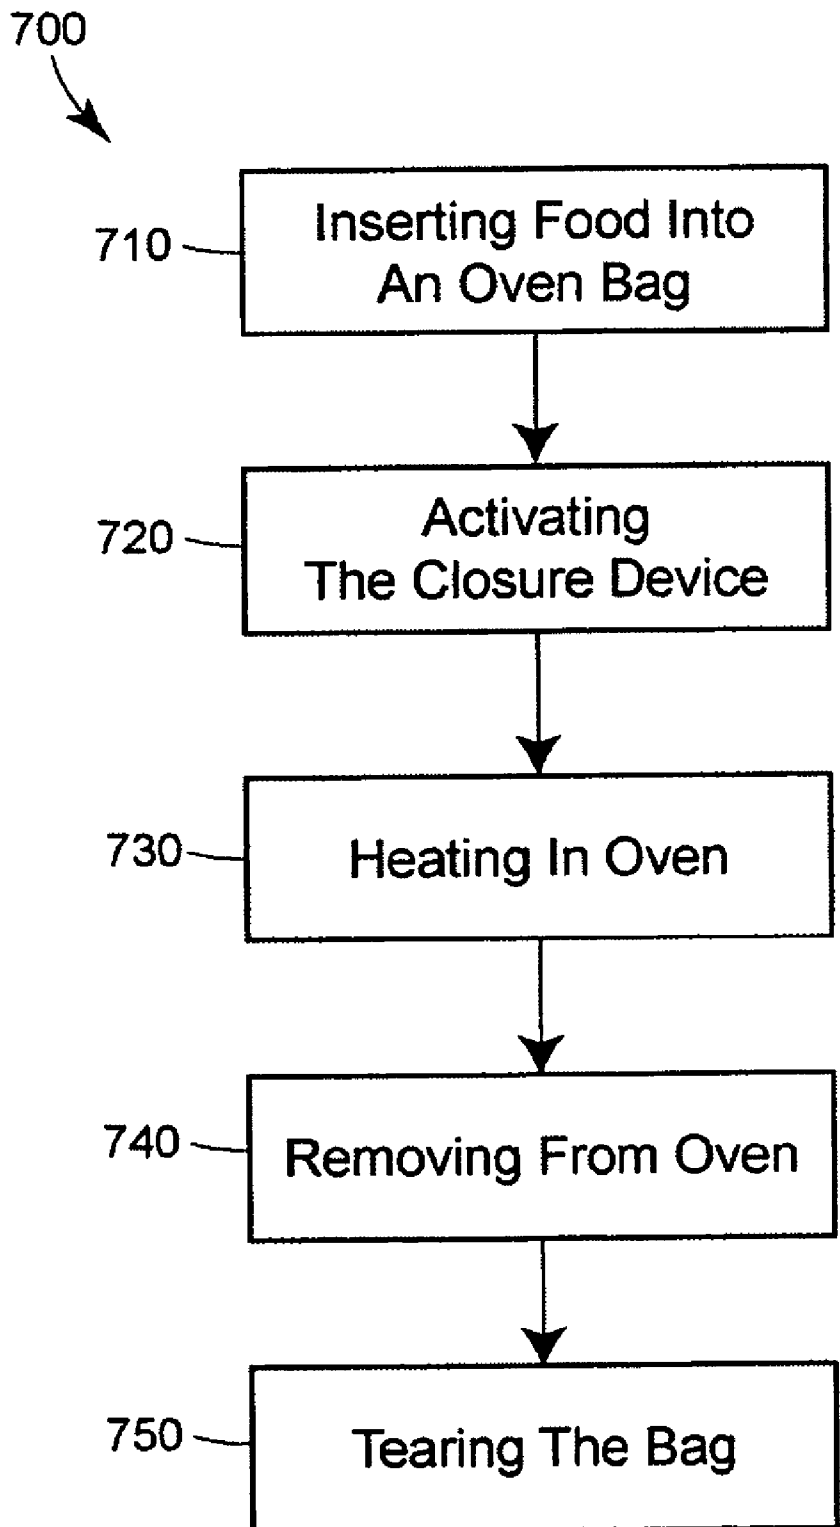 700
710
Inserting Food Into
An Oven Bag
720
Activating
The Closure Device
730
Heating In Oven
740
Removing From Oven
750
Tearing The Bag